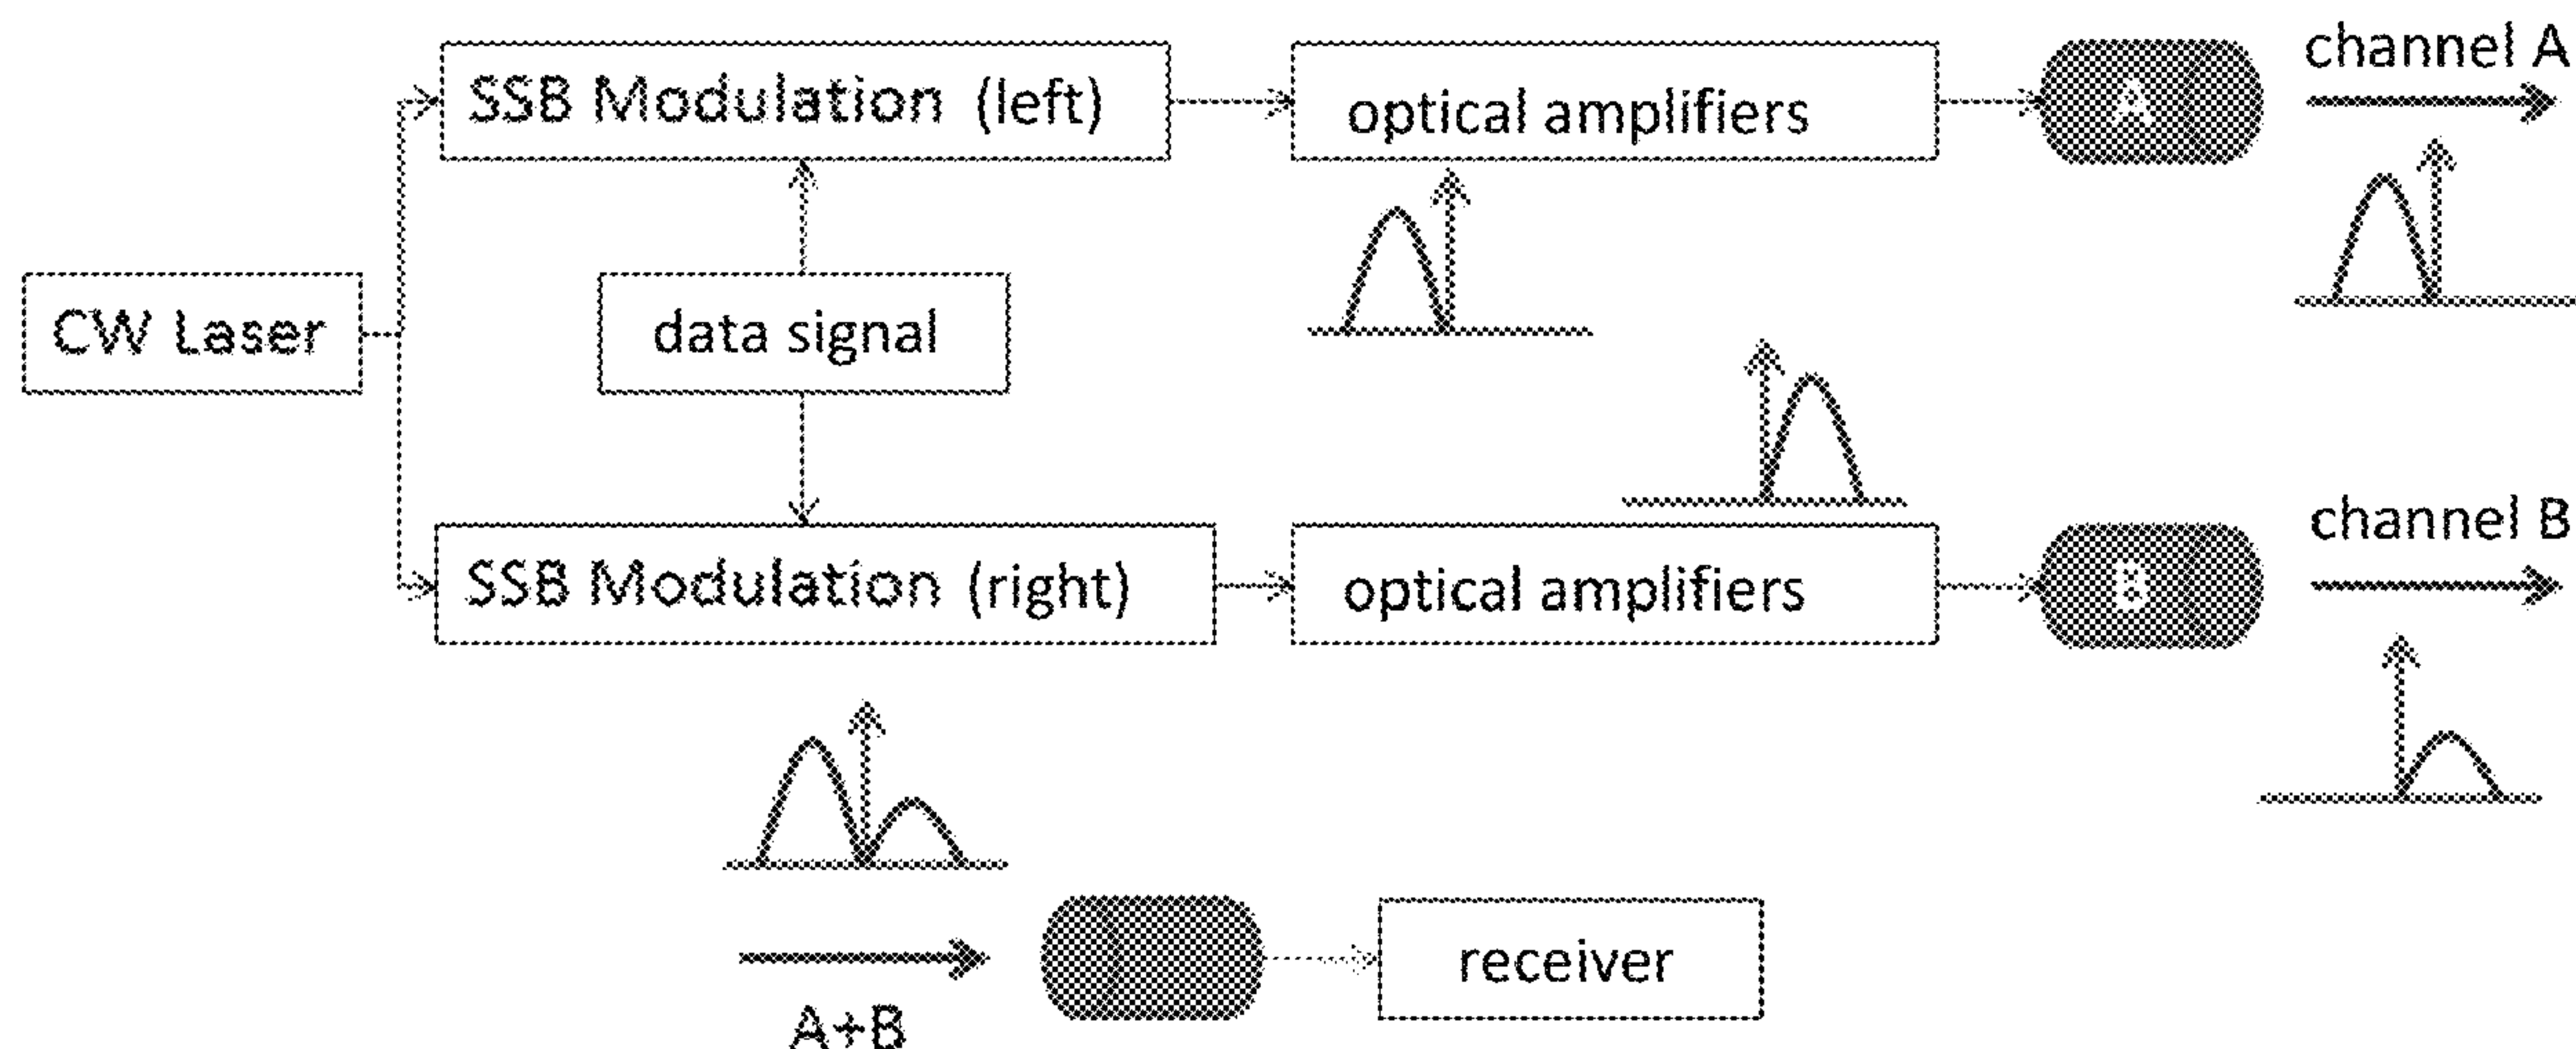 channel A
SSB Modulation (left)
optical amplifiers
A
CW Laser
data signal
channel B
SSB Modulation (right)
optical amplifiers
B
receiver
A+B